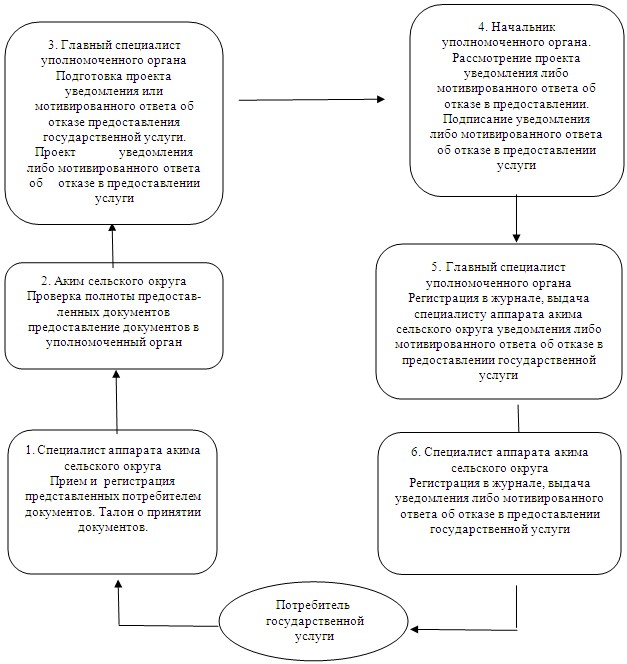 3. Главный специалист
уполномоченного органа
Подготовка проекта
уведомления или
мотивированного ответа об
отказе предоставления
государственной услуги.
Проект уведомления
либо мотивированного ответа
об отказе в предоставлении
услуги
4. Начальник
уполномоченного органа.
Рассмотрение проекта
уведомления либо
мотивированного ответа об
отказе в предоставлении.
Подписание уведомления
либо мотивированного ответа
об отказе в предоставлении
услуги
2. Аким сельского округа
Проверка полноты предостав-
ленных документов
предоставление документов в
уполномоченный орган
5. Главный специалист
уполномоченного органа
Регистрация в журнале, выдача
специалисту аппарата акима
сельского округа уведомления либо
мотивированного ответа об отказе в
предоставлении государственной
услуги
1. Специалист аппарата акима
сельского округа
Прием и регистрация
представленных потребителем
документов. Талон о принятии
документов.
6. Специалист аппарата акима
сельского округа
Регистрация в журнале, выдача
уведомления либо мотивированного
ответа об отказе в предоставлении
государственной услуги
Потребитель
государственной
услуги